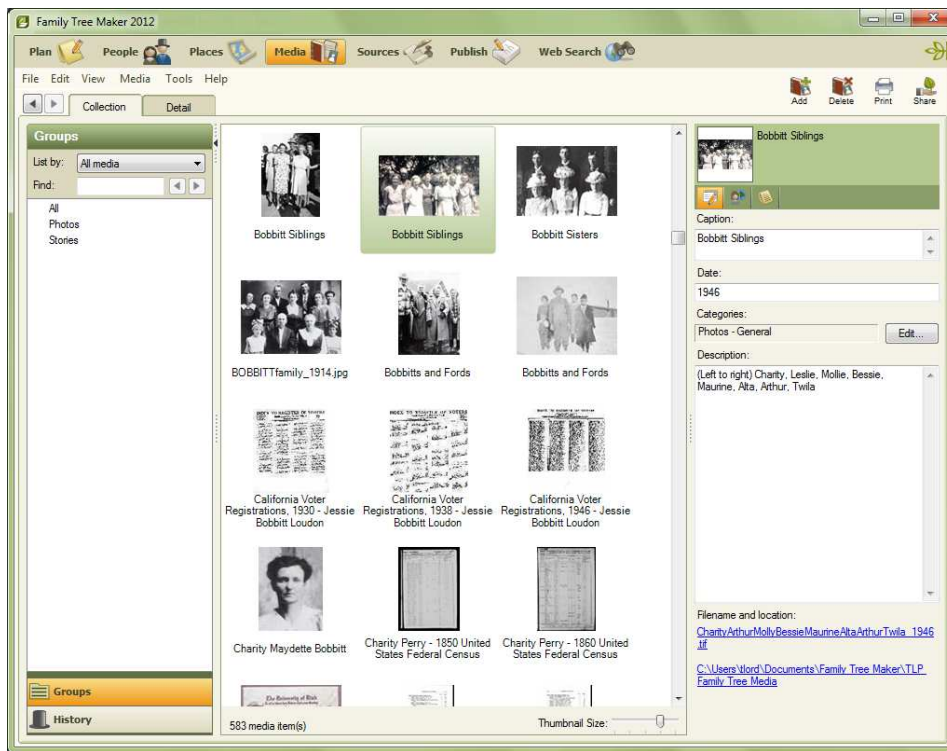 Family Tree Maker 2012
Plan People Places Media Sources Publish Web Search
File Edit View Media Tools Help
Add Delete Print Share
Collection Detail
Groups
List by: All media
Find:
All
Photos
Stories
Groups
History
Bobbitt Siblings Bobbitt Siblings Bobbitt Sisters
BOBBITTfamily_1914.jpg Bobbitts and Fords Bobbitts and Fords
California Voter
Registrations, 1930 - Jessie
Bobbitt Loudon
California Voter
Registrations, 1938 - Jessie
Bobbitt Loudon
California Voter
Registrations, 1946 - Jessie
Bobbitt Loudon
Charity Maydette Bobbitt
Charity Perry - 1850 United
States Federal Census
Charity Perry - 1860 United
States Federal Census
583 media item(s)
Thumbnail Size:
Bobbitt Siblings
Caption:
Bobbitt Siblings
Date:
1946
Categories:
Photos - General
Edit...
Description:
(Left to right) Charity, Leslie, Mollie, Bessie,
Maurine, Alta, Arthur, Twila
Filename and location:
CharityArthurMollyBessieMaurineAltaArthurTwila_1946
.tif
C:\Users\tlord\Documents\Family Tree Maker\TLP
Family Tree Media